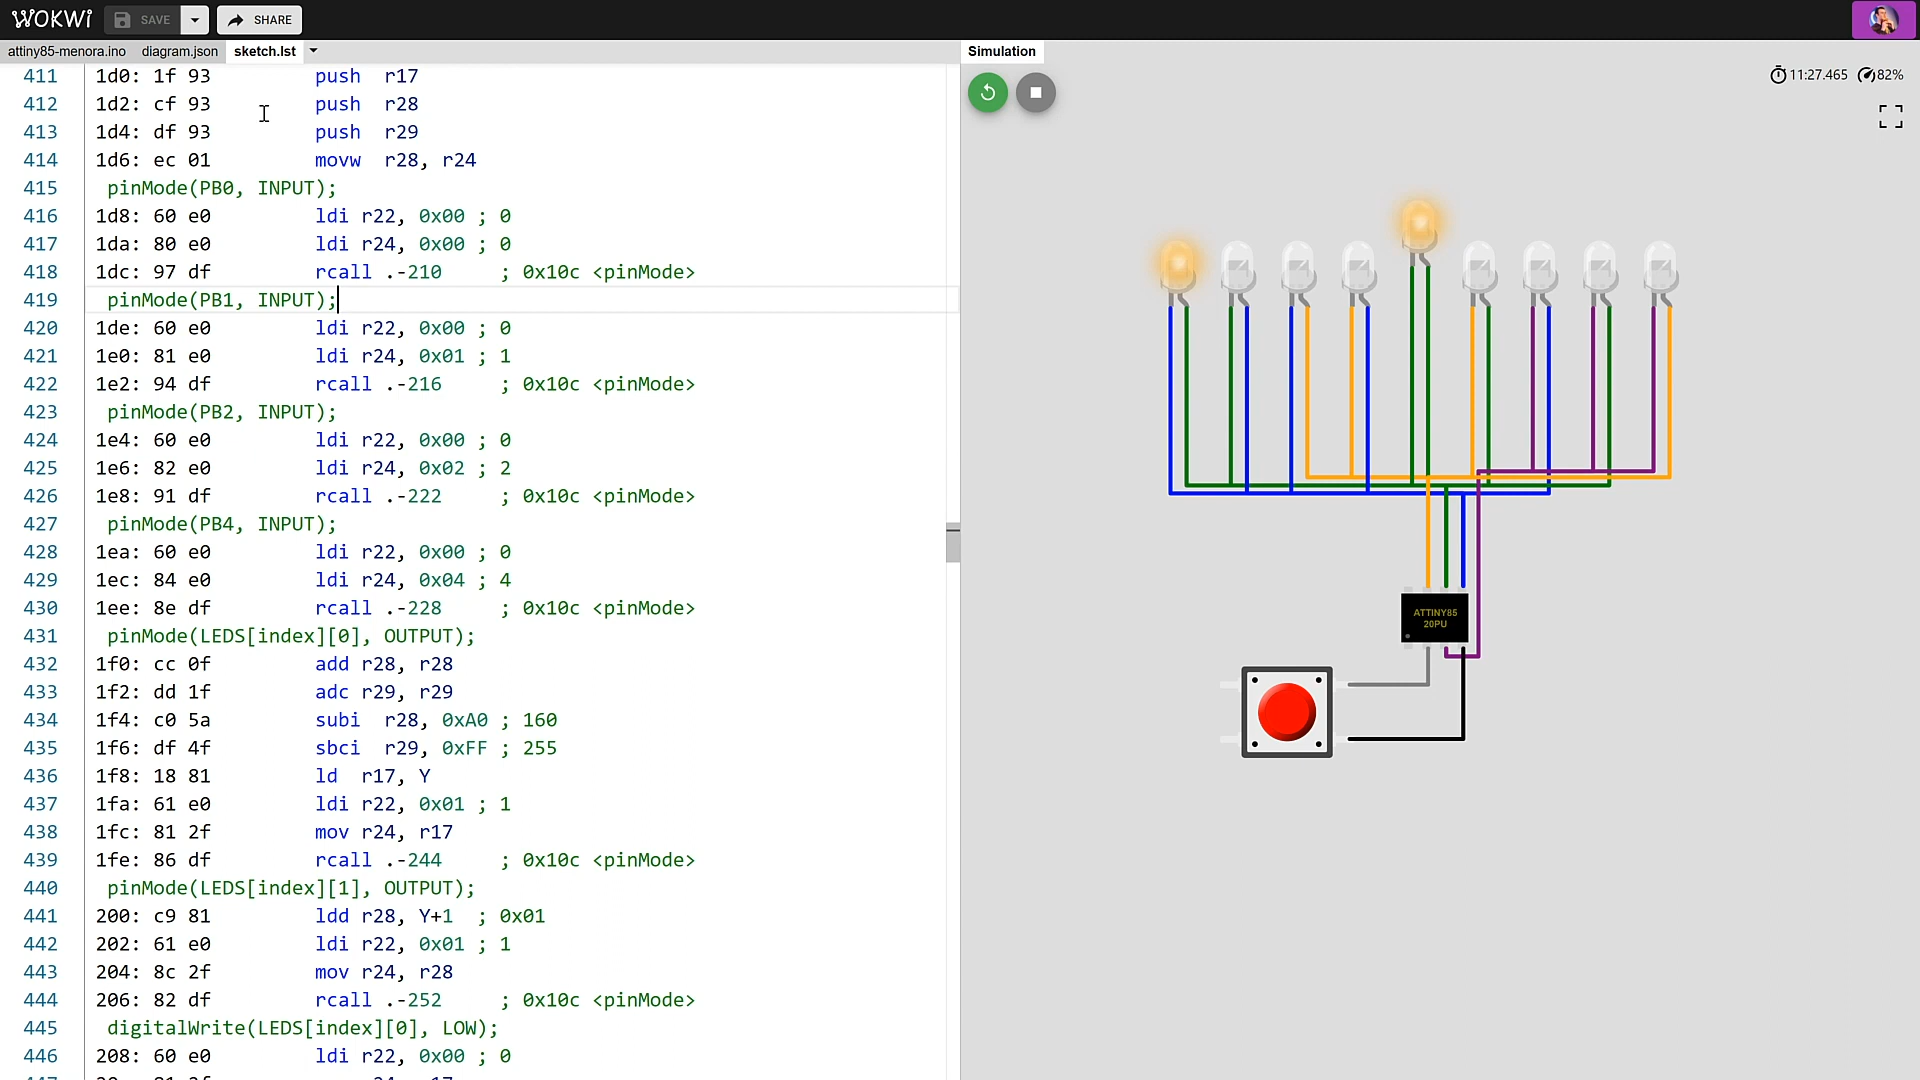 WOKWi
SAVE
SHARE
attiny85-menora.ino
diagram.json
sketch.lst
411 1d0: 1f 93 push r17
412 1d2: cf 93 push r28
413 1d4: df 93 push r29
414 1d6: ec 01 movw r28, r24
415 pinMode(PB0, INPUT);
416 1d8: 60 e0 ldi r22, 0x00 ; 0
417 1da: 80 e0 ldi r24, 0x00 ; 0
418 1dc: 97 df rcall .-210 ; 0x10c <pinMode>
419 pinMode(PB1, INPUT);
420 1de: 60 e0 ldi r22, 0x00 ; 0
421 1e0: 81 e0 ldi r24, 0x01 ; 1
422 1e2: 94 df rcall .-216 ; 0x10c <pinMode>
423 pinMode(PB2, INPUT);
424 1e4: 60 e0 ldi r22, 0x00 ; 0
425 1e6: 82 e0 ldi r24, 0x02 ; 2
426 1e8: 91 df rcall .-222 ; 0x10c <pinMode>
427 pinMode(PB4, INPUT);
428 1ea: 60 e0 ldi r22, 0x00 ; 0
429 1ec: 84 e0 ldi r24, 0x04 ; 4
430 1ee: 8e df rcall .-228 ; 0x10c <pinMode>
431 pinMode(LEDS[index][0], OUTPUT);
432 1f0: cc 0f add r28, r28
433 1f2: dd 1f adc r29, r29
434 1f4: c0 5a subi r28, 0xA0 ; 160
435 1f6: df 4f sbci r29, 0xFF ; 255
436 1f8: 18 81 ld r17, Y
437 1fa: 61 e0 ldi r22, 0x01 ; 1
438 1fc: 81 2f mov r24, r17
439 1fe: 86 df rcall .-244 ; 0x10c <pinMode>
440 pinMode(LEDS[index][1], OUTPUT);
441 200: c9 81 ldd r28, Y+1 ; 0x01
442 202: 61 e0 ldi r22, 0x01 ; 1
443 204: 8c 2f mov r24, r28
444 206: 82 df rcall .-252 ; 0x10c <pinMode>
445 digitalWrite(LEDS[index][0], LOW);
446 208: 60 e0 ldi r22, 0x00 ; 0
Simulation
11:27.465
82%
ATTINY85
20PU